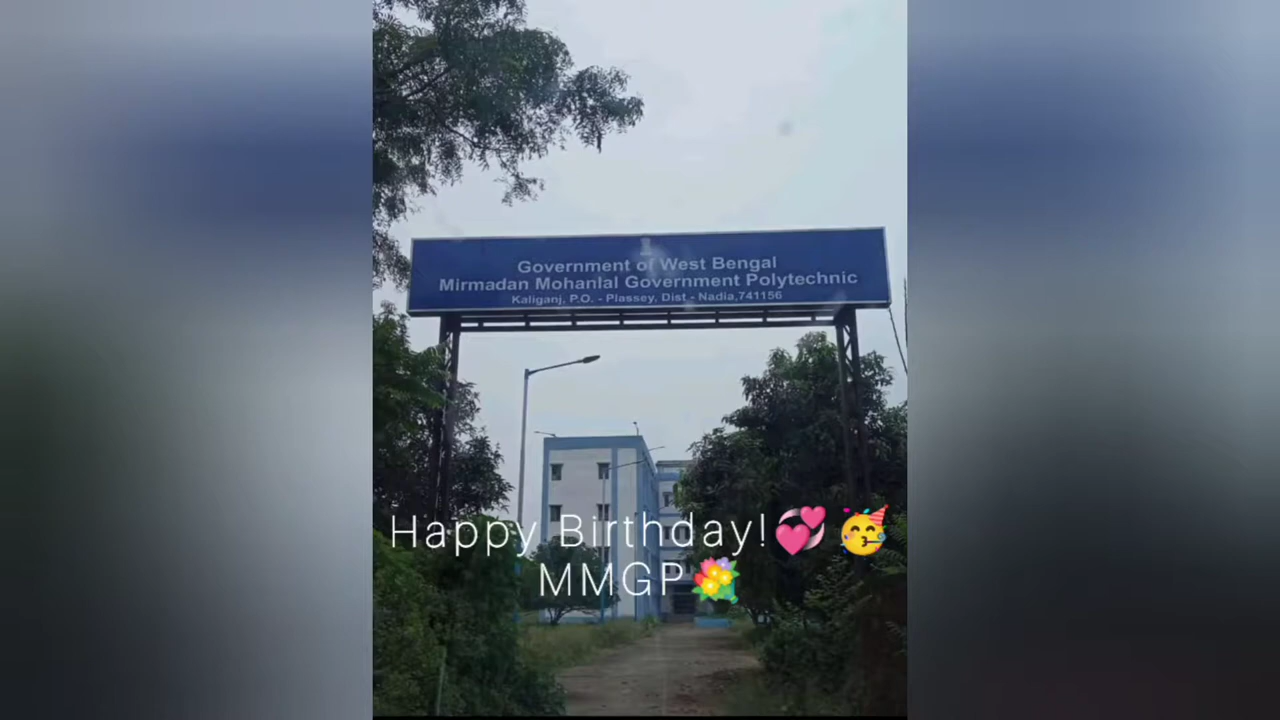 Government of West Bengal
Mirmadan Mohanlal Government Polytechnic
Kaliganj, P.O. - Plassey, Dist - Nadia,741156
Happy Birthday!💞🥳
MMGP💐